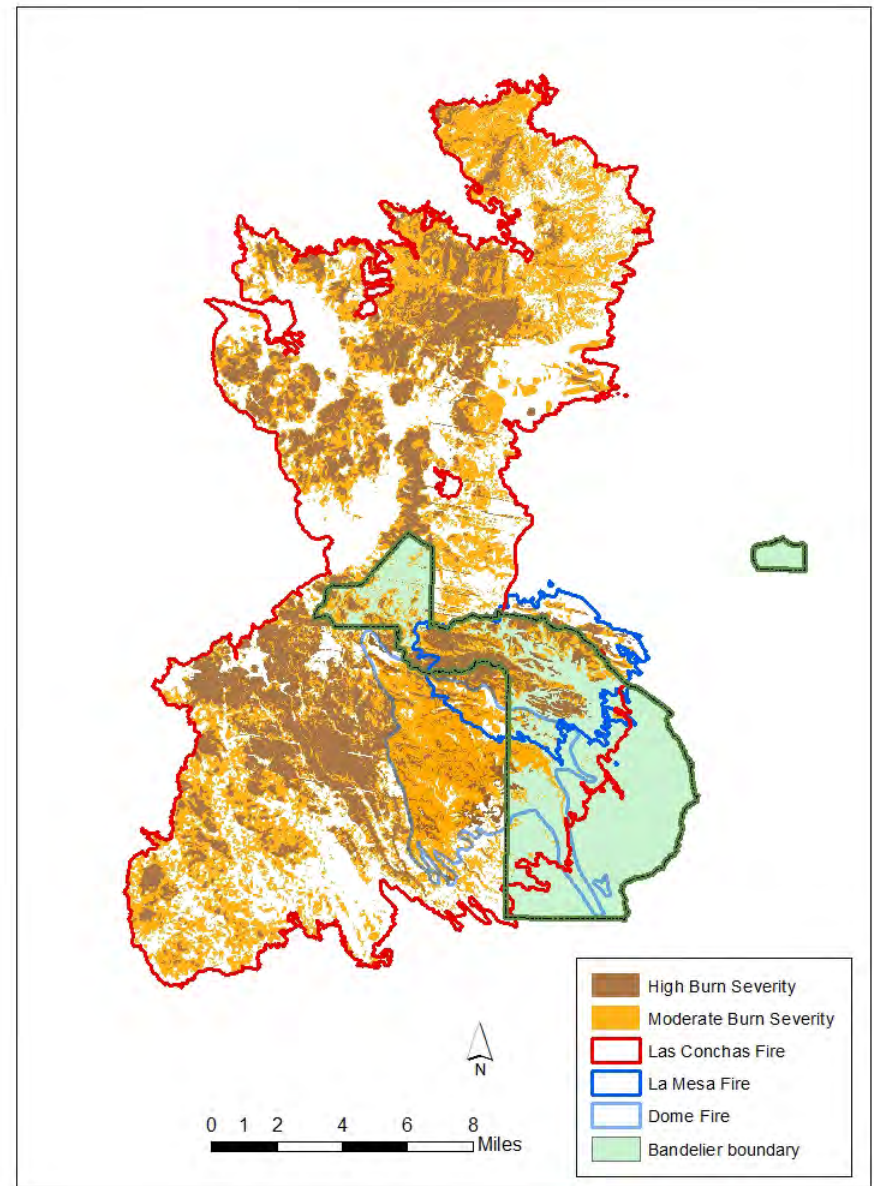 High Burn Severity
Moderate Burn Severity
Las Conchas Fire
La Mesa Fire
Dome Fire
Bandelier boundary
N
0 1 2 4 6 8
Miles